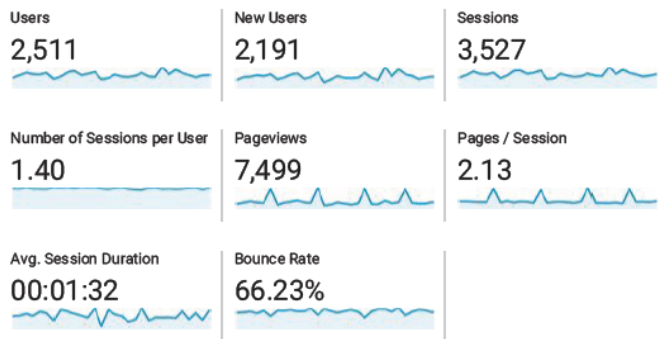 Users
2,511
New Users
2,191
Sessions
3,527
Number of Sessions per User
1.40
Pageviews
7,499
Pages / Session
2.13
Avg. Session Duration
00:01:32
Bounce Rate
66.23%